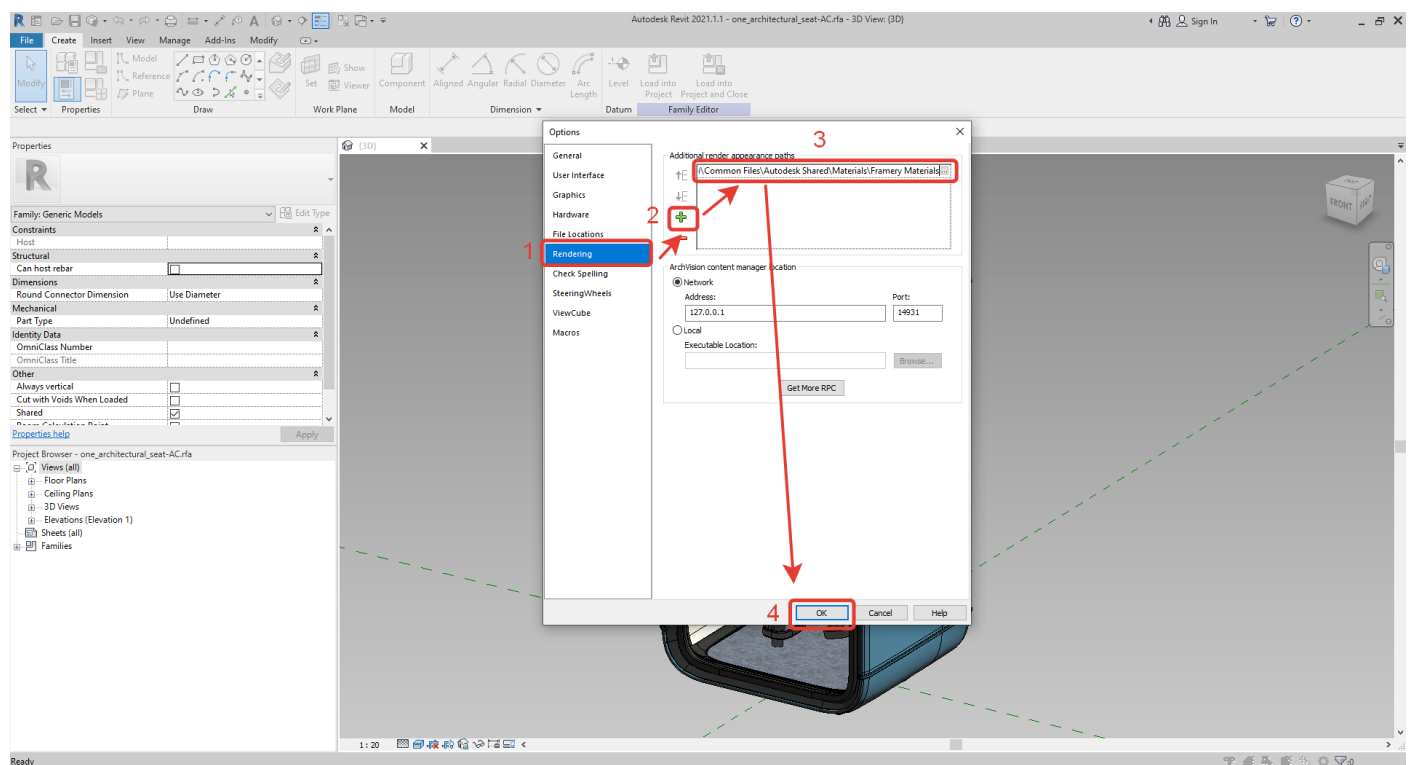 Autodesk Revit 2021.1.1 - one_architectural_seat-AC.rfa - 3D View: {3D}
Sign In
File Create Insert View Manage Add-Ins Modify
Modify
Model
Reference
Plane
Set
Show
Viewer
Component
Aligned Angular Radial Diameter Arc Length
Level
Load into Project
Load into Project and Close
Select Properties Draw Work Plane Model Dimension Datum Family Editor
Properties
{3D}
R
Family: Generic Models
Edit Type
Constraints
Host
Structural
Can host rebar
Dimensions
Round Connector Dimension Use Diameter
Mechanical
Part Type Undefined
Identity Data
OmniClass Number
OmniClass Title
Other
Always vertical
Cut with Voids When Loaded
Shared
Room Calculation Point
Properties help
Apply
Project Browser - one_architectural_seat-AC.rfa
Views (all)
Floor Plans
Ceiling Plans
3D Views
Elevations (Elevation 1)
Sheets (all)
Families
Options
General
User Interface
Graphics
Hardware
File Locations
1
Rendering
Check Spelling
SteeringWheels
ViewCube
Macros
3
Additional render appearance paths
\Common Files\Autodesk Shared\Materials\Framery Materials
2
ArchVision content manager location
Network
Address: Port:
127.0.0.1 14931
Local
Executable Location:
Browse...
Get More RPC
4
OK Cancel Help
FRONT
1 : 20
Ready
:0